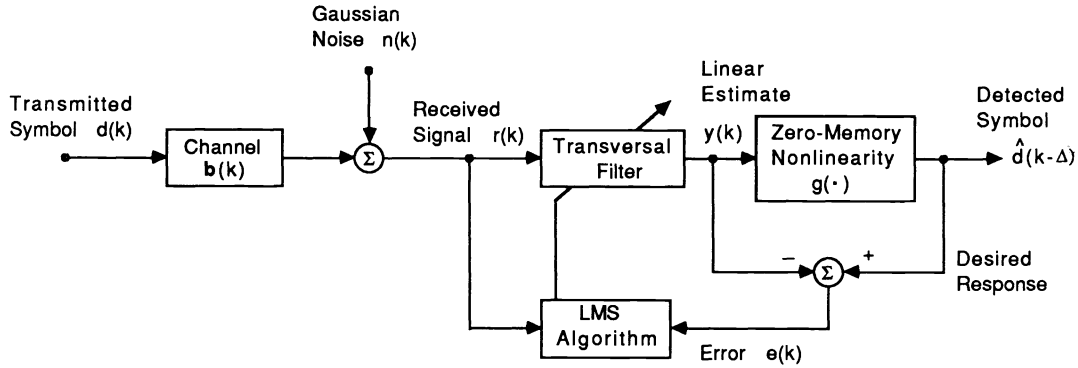 Gaussian
Noise n(k)
Transmitted
Symbol d(k)
Channel
b(k)
Σ
Received
Signal r(k)
Transversal
Filter
Linear
Estimate
y(k)
Zero-Memory
Nonlinearity
g(·)
Detected
Symbol
d̂(k-Δ)
−
Σ
+
Desired
Response
LMS
Algorithm
Error e(k)